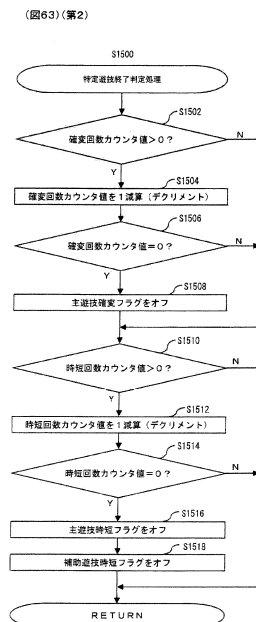 (図63)(第2)
S1500
特定遊技終了判定処理
S1502
確変回数カウンタ値>0?
N
Y
S1504
確変回数カウンタ値を1減算(デクリメント)
S1506
確変回数カウンタ値=0?
N
Y
S1508
主遊技確変フラグをオフ
S1510
時短回数カウンタ値>0?
N
Y
S1512
時短回数カウンタ値を1減算(デクリメント)
S1514
時短回数カウンタ値=0?
N
Y
S1516
主遊技時短フラグをオフ
S1518
補助遊技時短フラグをオフ
RETURN